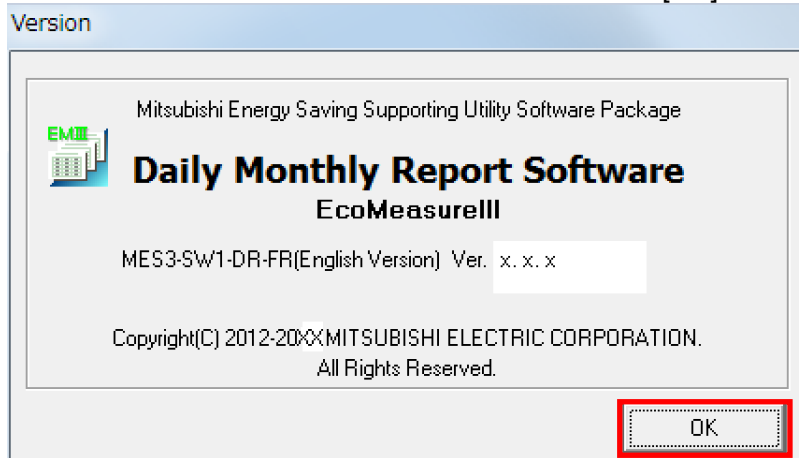 Version
Mitsubishi Energy Saving Supporting Utility Software Package
EMIII
Daily Monthly Report Software
EcoMeasureIII
MES3-SW1-DR-FR(English Version) Ver. x. x. x
Copyright(C) 2012-20XXMITSUBISHI ELECTRIC CORPORATION.
All Rights Reserved.
OK